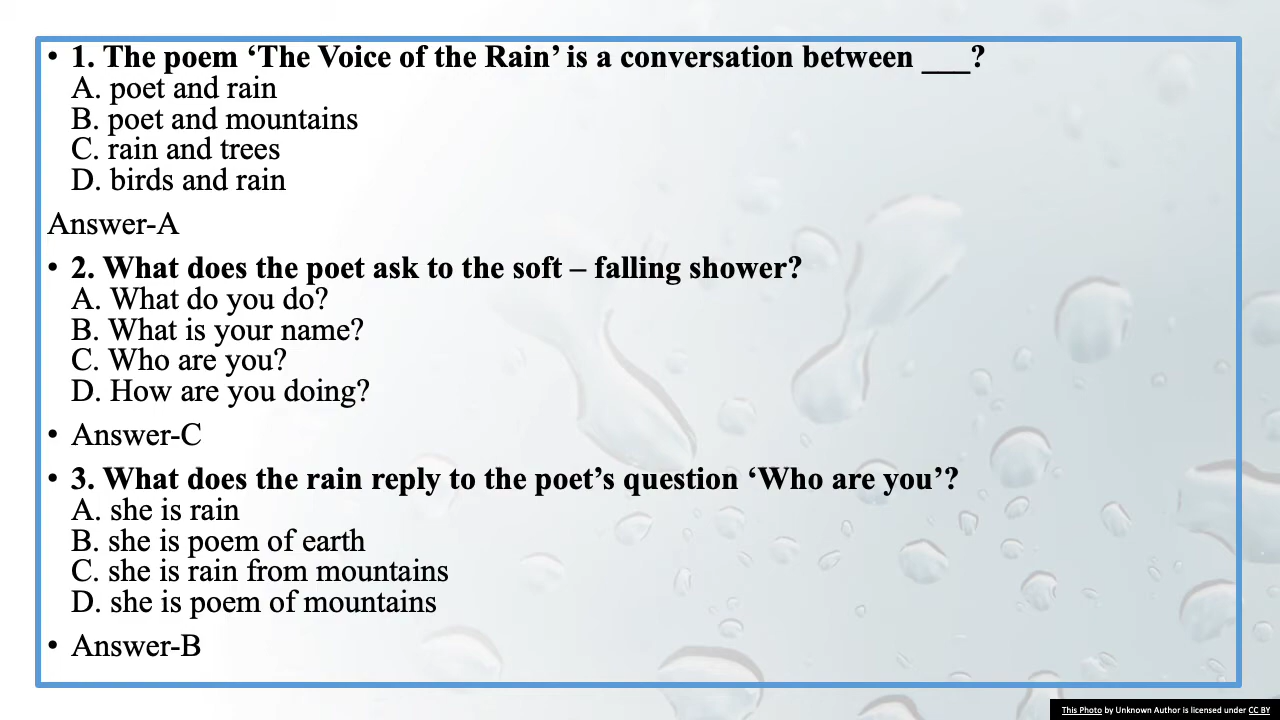 • 1. The poem ‘The Voice of the Rain’ is a conversation between ___?
A. poet and rain
B. poet and mountains
C. rain and trees
D. birds and rain
Answer-A
• 2. What does the poet ask to the soft – falling shower?
A. What do you do?
B. What is your name?
C. Who are you?
D. How are you doing?
• Answer-C
• 3. What does the rain reply to the poet’s question ‘Who are you’?
A. she is rain
B. she is poem of earth
C. she is rain from mountains
D. she is poem of mountains
• Answer-B
This Photo by Unknown Author is licensed under CC BY